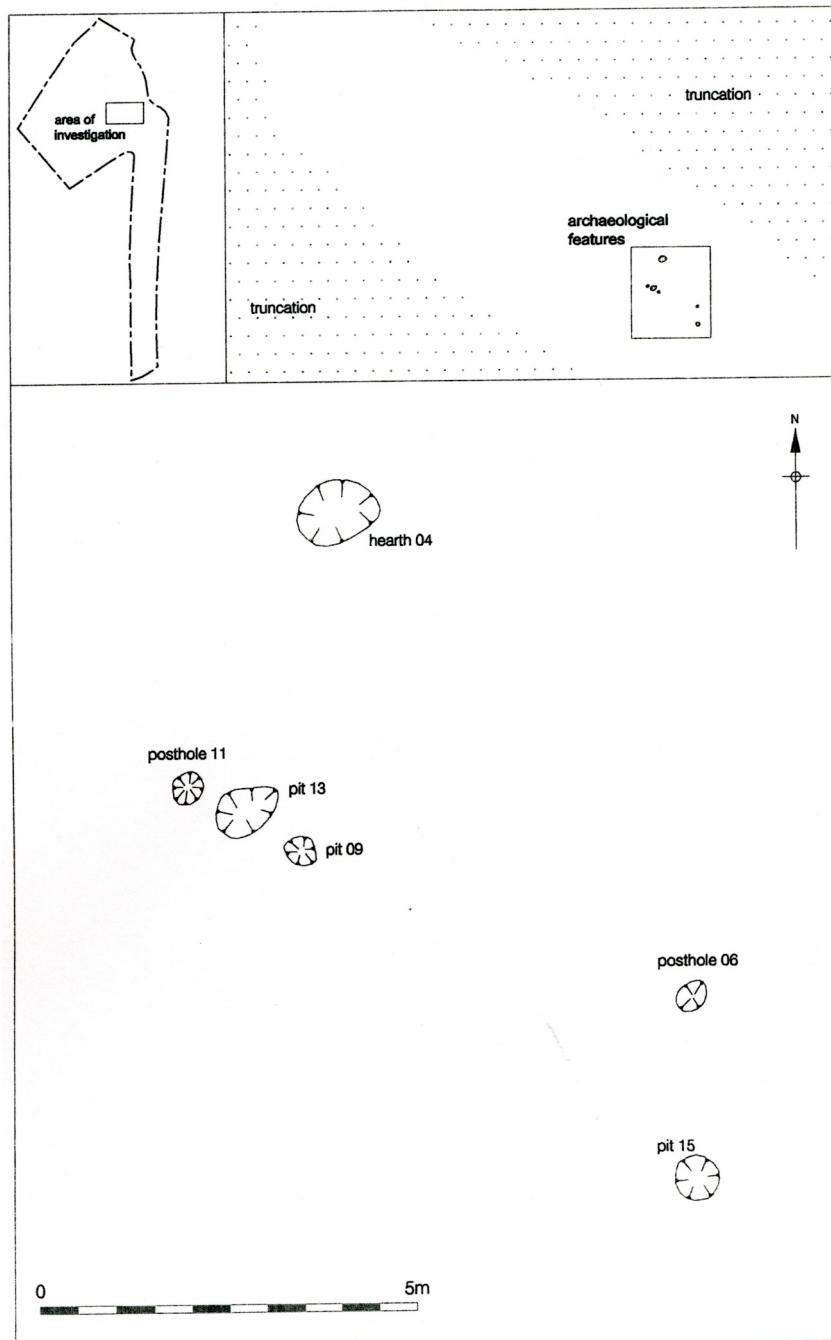 area of
investigation
truncation
archaeological
features
truncation
N
hearth 04
posthole 11
pit 13
pit 09
posthole 06
pit 15
0
5m